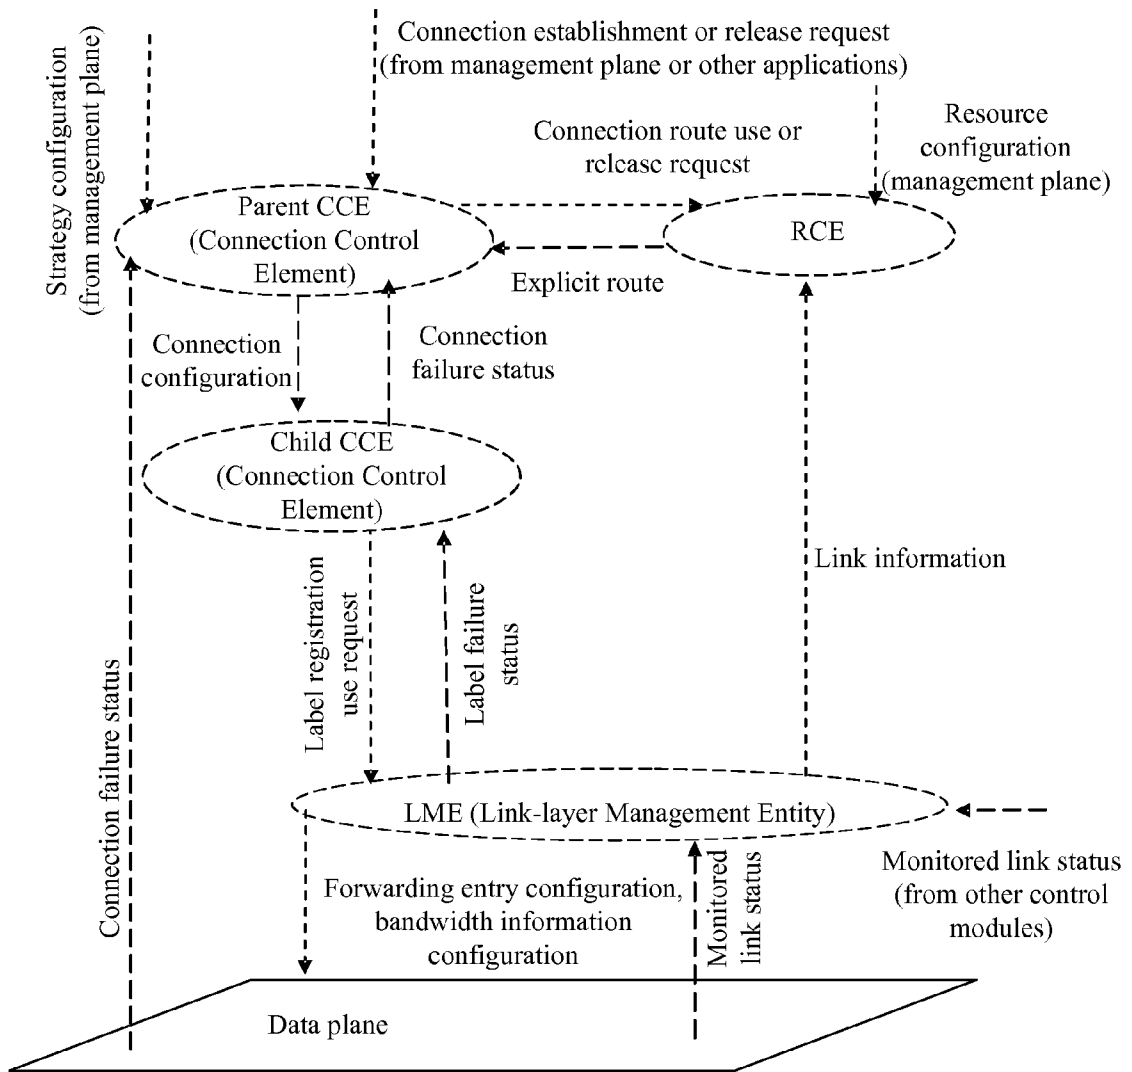 Connection establishment or release request
(from management plane or other applications)
Strategy configuration
(from management plane)
Connection route use or
release request
Resource
configuration
(management plane)
Parent CCE
(Connection Control
Element)
RCE
Explicit route
Connection
configuration
Connection
failure status
Child CCE
(Connection Control
Element)
Link information
Label registration
use request
Label failure
status
Connection failure status
LME (Link-layer Management Entity)
Monitored link status
(from other control
modules)
Forwarding entry configuration,
bandwidth information
configuration
Monitored
link status
Data plane